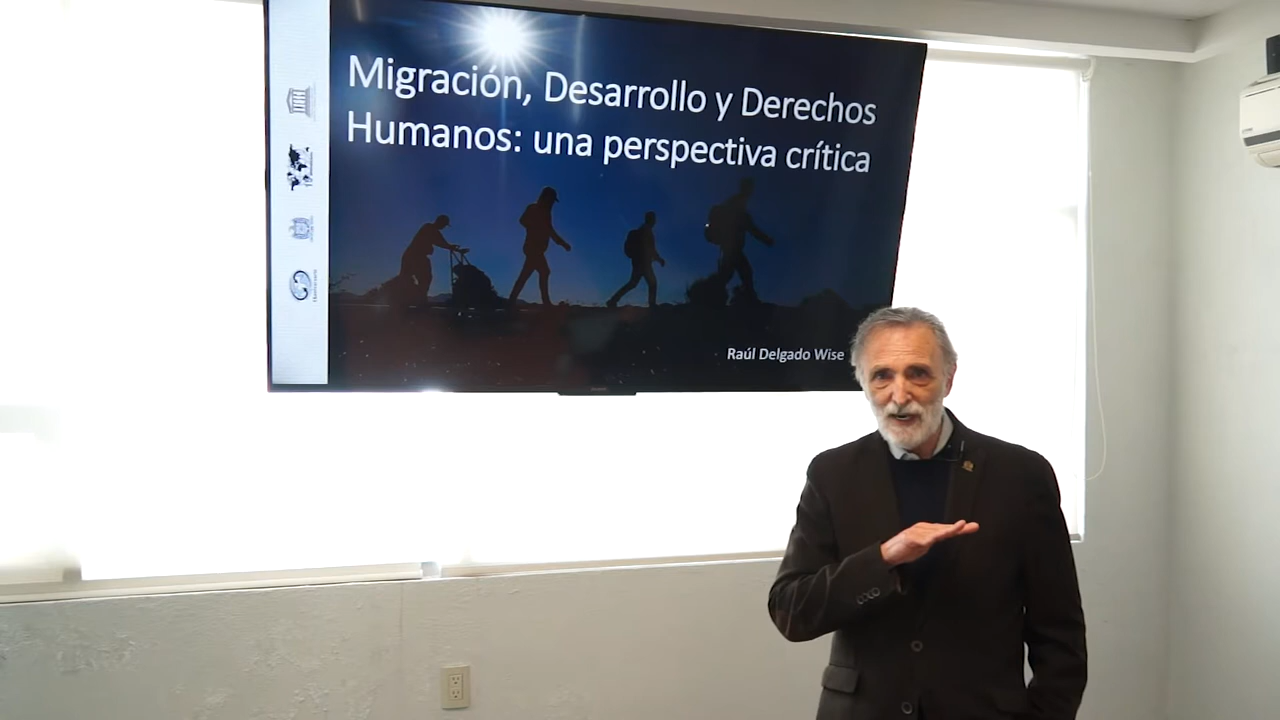 Migración, Desarrollo y Derechos
Humanos: una perspectiva crítica
Raúl Delgado Wise